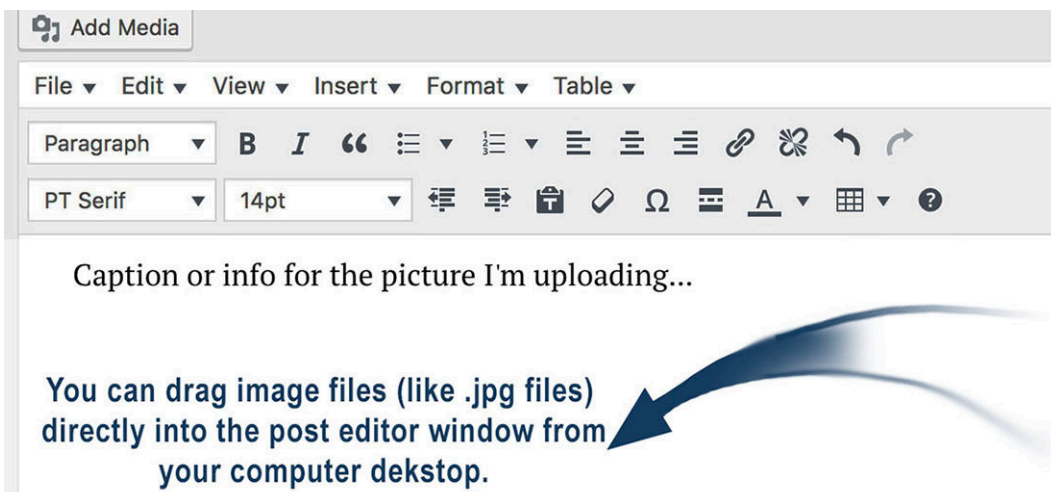 Add Media
File Edit View Insert Format Table
Paragraph B I
PT Serif 14pt Ω A ?
Caption or info for the picture I'm uploading...
You can drag image files (like .jpg files)
directly into the post editor window from
your computer dekstop.